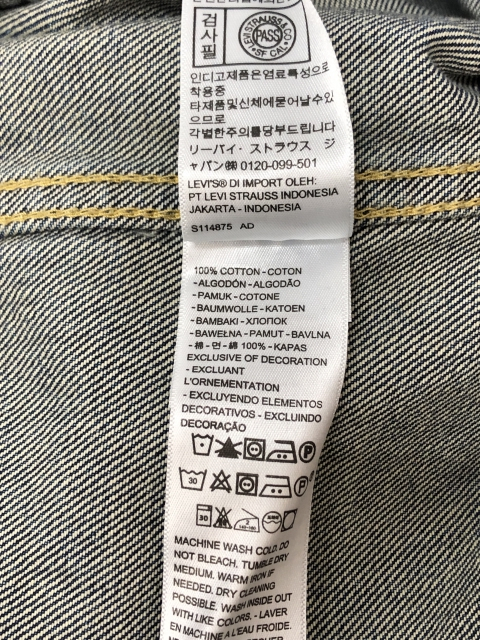 검
사
필
LEVI STRAUSS & CO
PASS
SF CAL
인디고제품은염료특성으로
착용중
타제품및신체에묻어날수있
으므로
각별한주의를당부드립니다
リーバイ・ストラウス ジ
ャパン㈱ 0120-099-501
LEVI'S® DI IMPORT OLEH:
PT LEVI STRAUSS INDONESIA
JAKARTA - INDONESIA
S114875 AD
100% COTTON - COTON
- ALGODÓN - ALGODÃO
- PAMUK - COTONE
- BAUMWOLLE - KATOEN
- BAMBAKI - ХЛОПОК
- BAWEŁNA - PAMUT - BAVLNA
- 棉 - 면 - 綿 100% - KAPAS
EXCLUSIVE OF DECORATION
- EXCLUANT
L'ORNEMENTATION
- EXCLUYENDO ELEMENTOS
DECORATIVOS - EXCLUINDO
DECORAÇÃO
P
30
P
30
2
140-160
MACHINE WASH COLD. DO
NOT BLEACH. TUMBLE DRY
MEDIUM. WARM IRON IF
NEEDED. DRY CLEANING
POSSIBLE. WASH INSIDE OUT
WITH LIKE COLORS. - LAVER
EN MACHINE A L'EAU FROIDE.